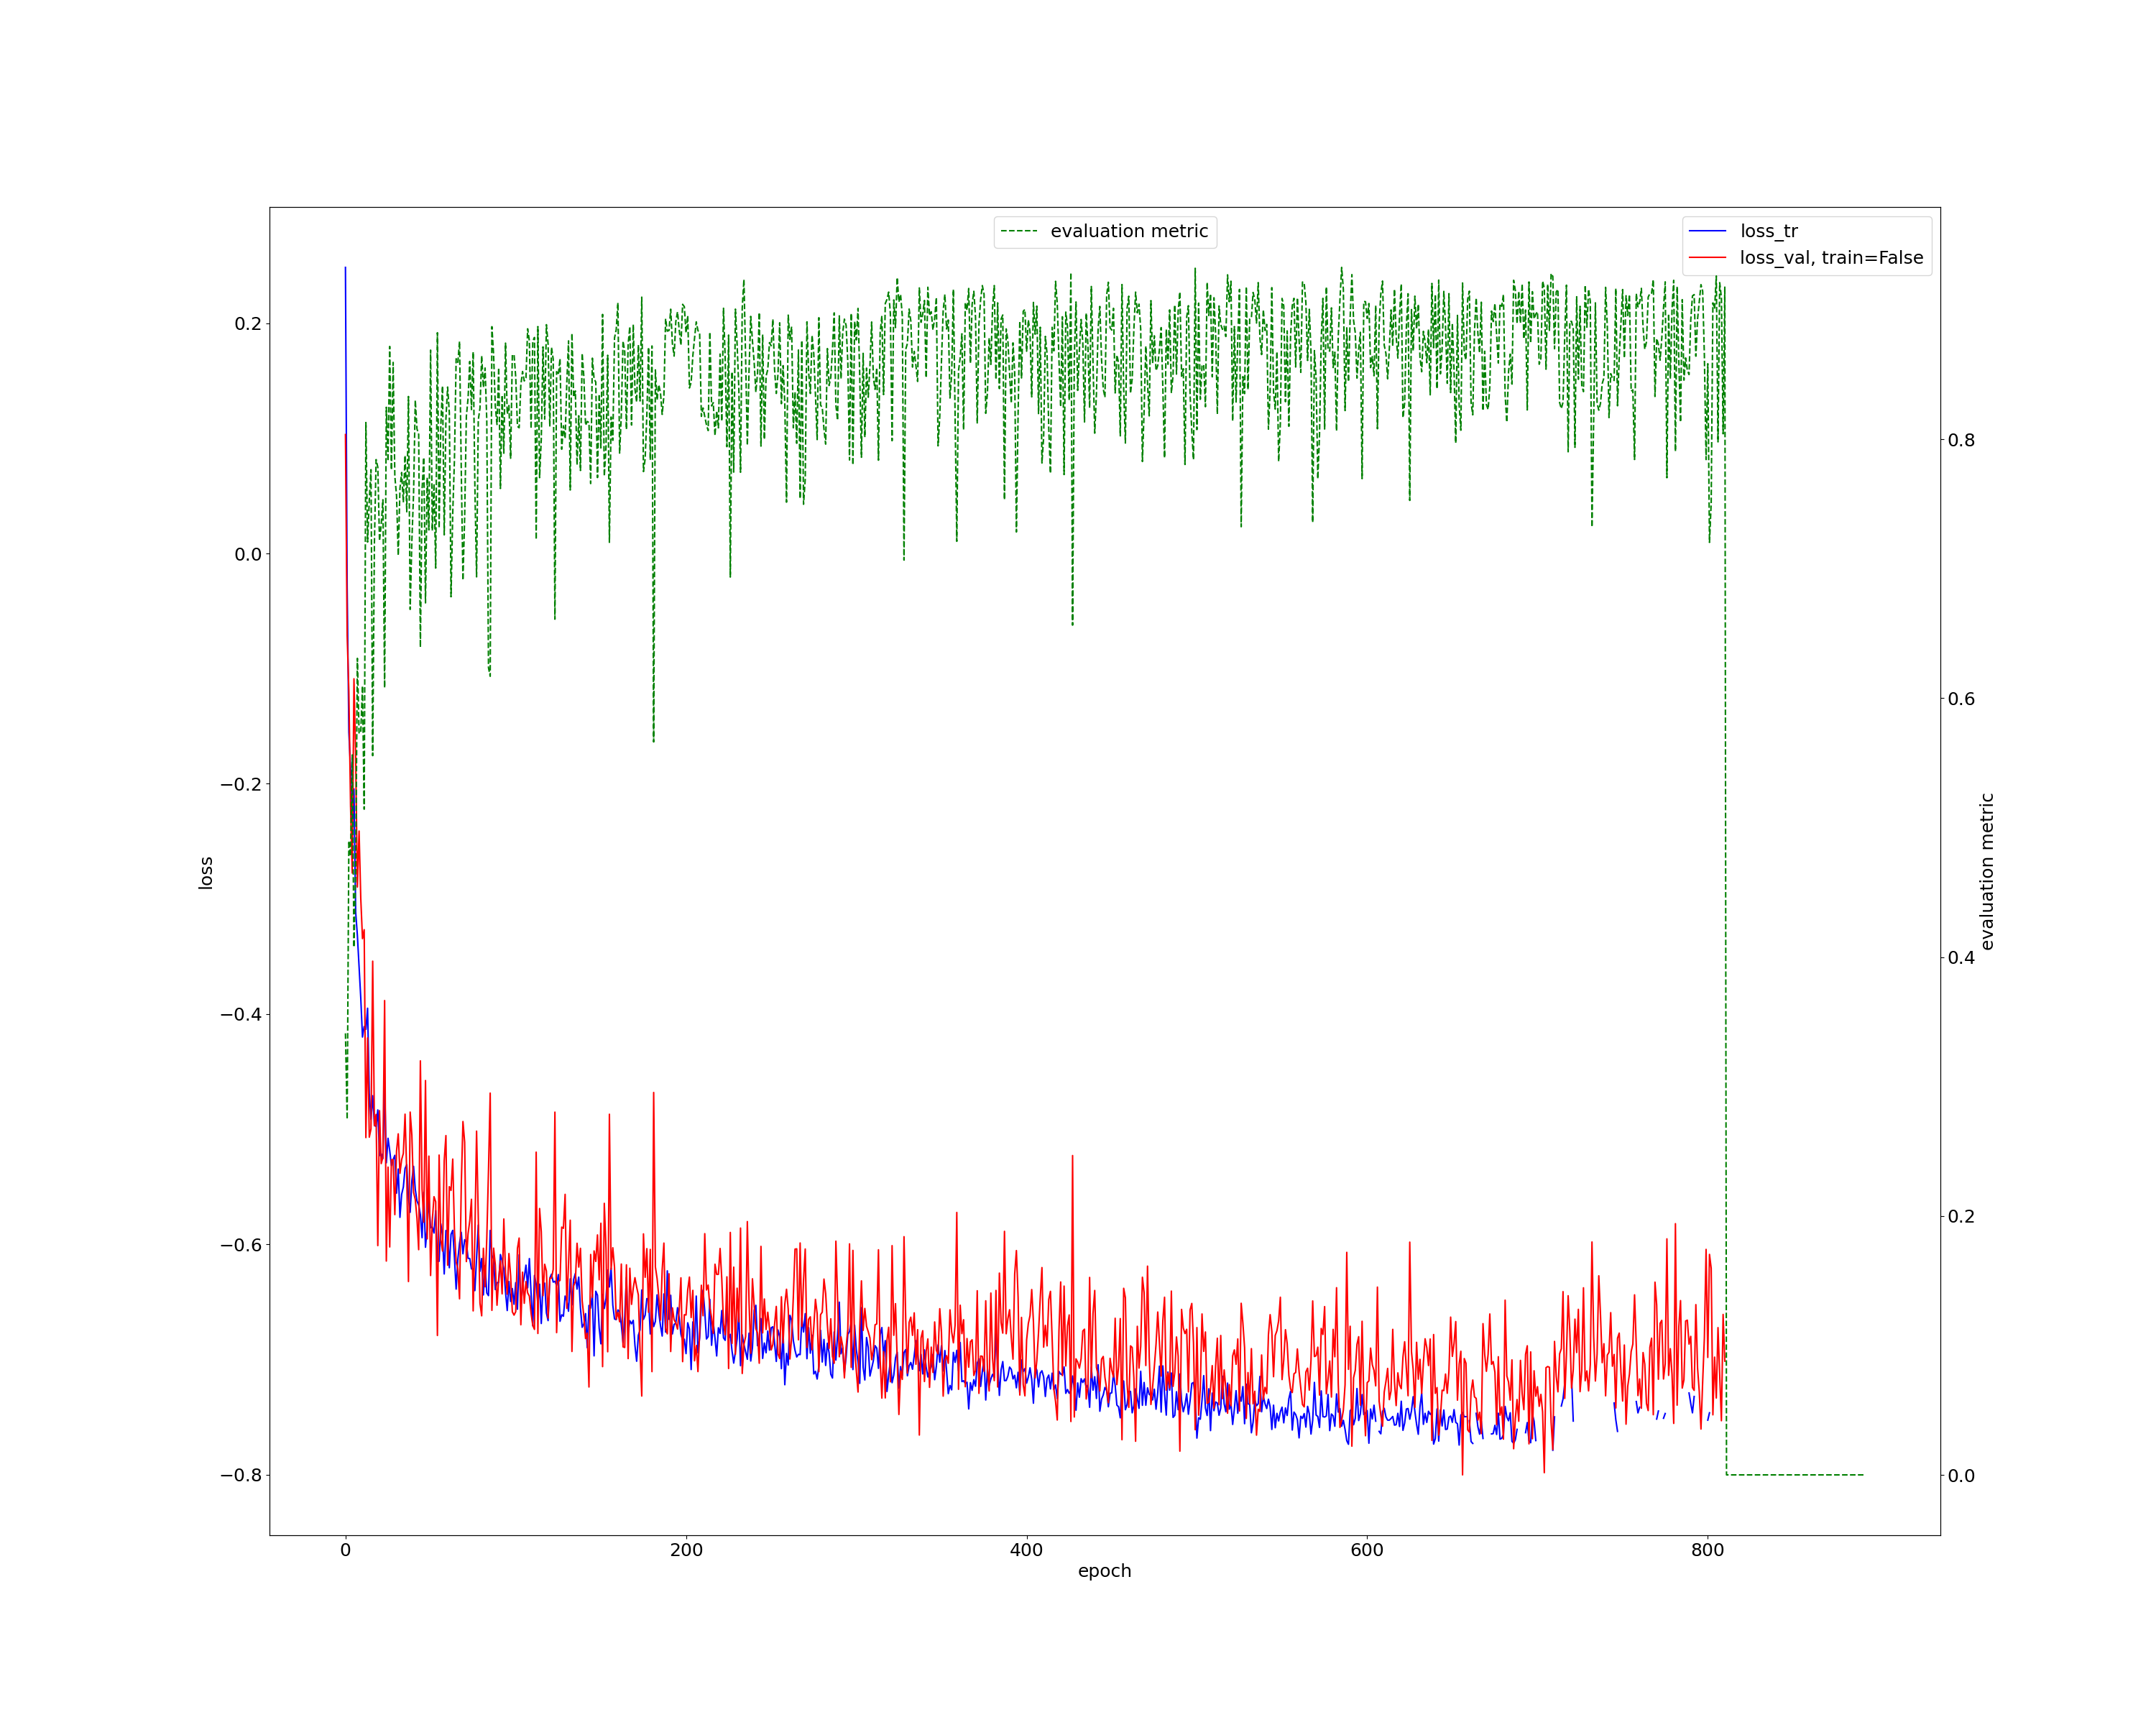 evaluation metric
loss_tr
loss_val, train=False
0.2
0.0
−0.2
−0.4
−0.6
−0.8
loss
0.8
0.6
0.4
0.2
0.0
evaluation metric
0
200
400
600
800
epoch